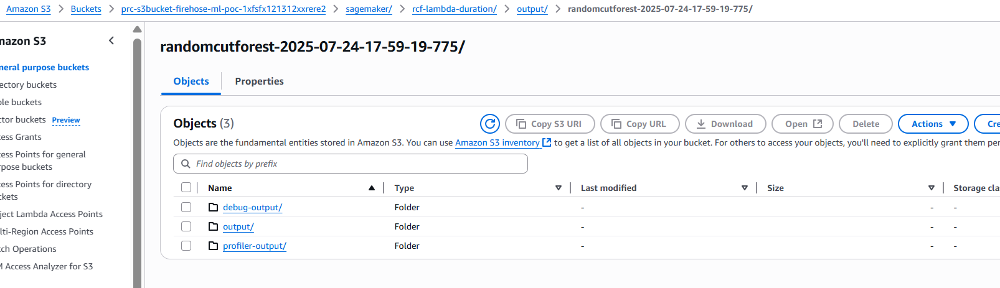 Amazon S3 > Buckets > prc-s3bucket-firehose-ml-poc-1xfsfx121312xxrere2 > sagemaker/ > rcf-lambda-duration/ > output/ > randomcutforest-2025-07-24-17-59-19-775/
mazon S3
neral purpose buckets
ectory buckets
ble buckets
ctor buckets Preview
cess Grants
cess Points for general
rpose buckets
cess Points for directory
ckets
ject Lambda Access Points
lti-Region Access Points
tch Operations
M Access Analyzer for S3
randomcutforest-2025-07-24-17-59-19-775/
Objects Properties
Objects (3) Copy S3 URI Copy URL Download Open Delete Actions Cre
Objects are the fundamental entities stored in Amazon S3. You can use Amazon S3 inventory to get a list of all objects in your bucket. For others to access your objects, you'll need to explicitly grant them per
Find objects by prefix
Name Type Last modified Size Storage cla
debug-output/ Folder - - -
output/ Folder - - -
profiler-output/ Folder - - -